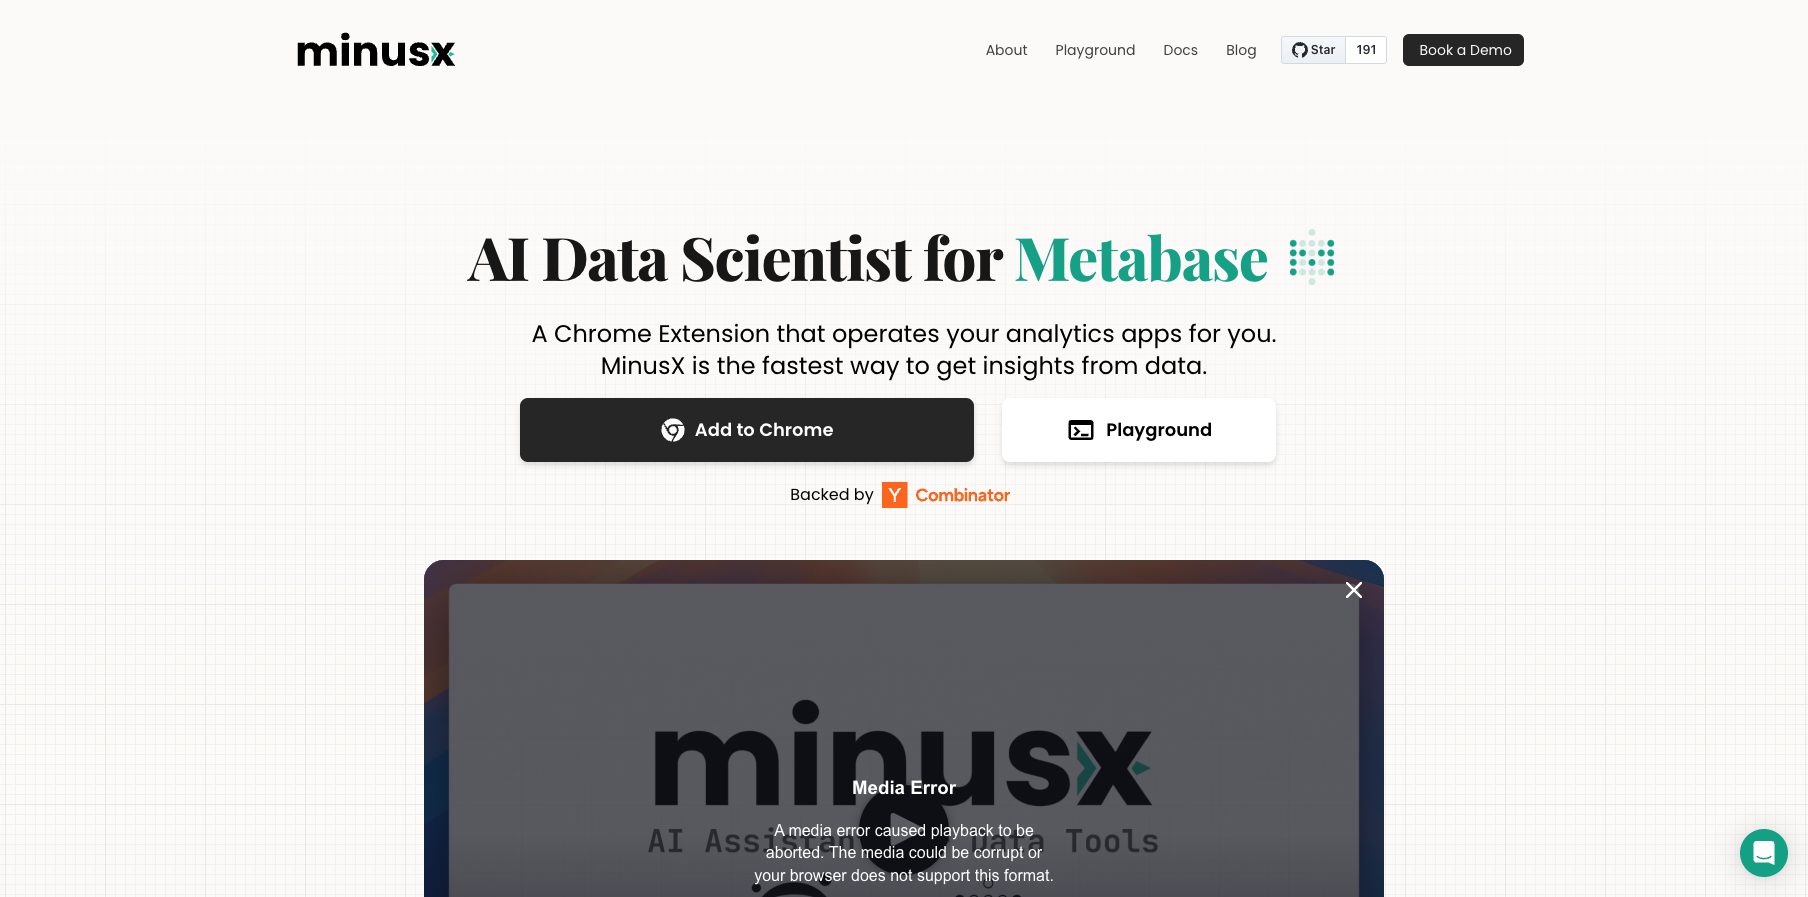 minusx
About
Playground
Docs
Blog
Star
191
Book a Demo
AI Data Scientist for Metabase
A Chrome Extension that operates your analytics apps for you.
MinusX is the fastest way to get insights from data.
Add to Chrome
Playground
Backed by Y Combinator
minusx
Media Error
AI Assistant Data Tools
A media error caused playback to be
aborted. The media could be corrupt or
your browser does not support this format.